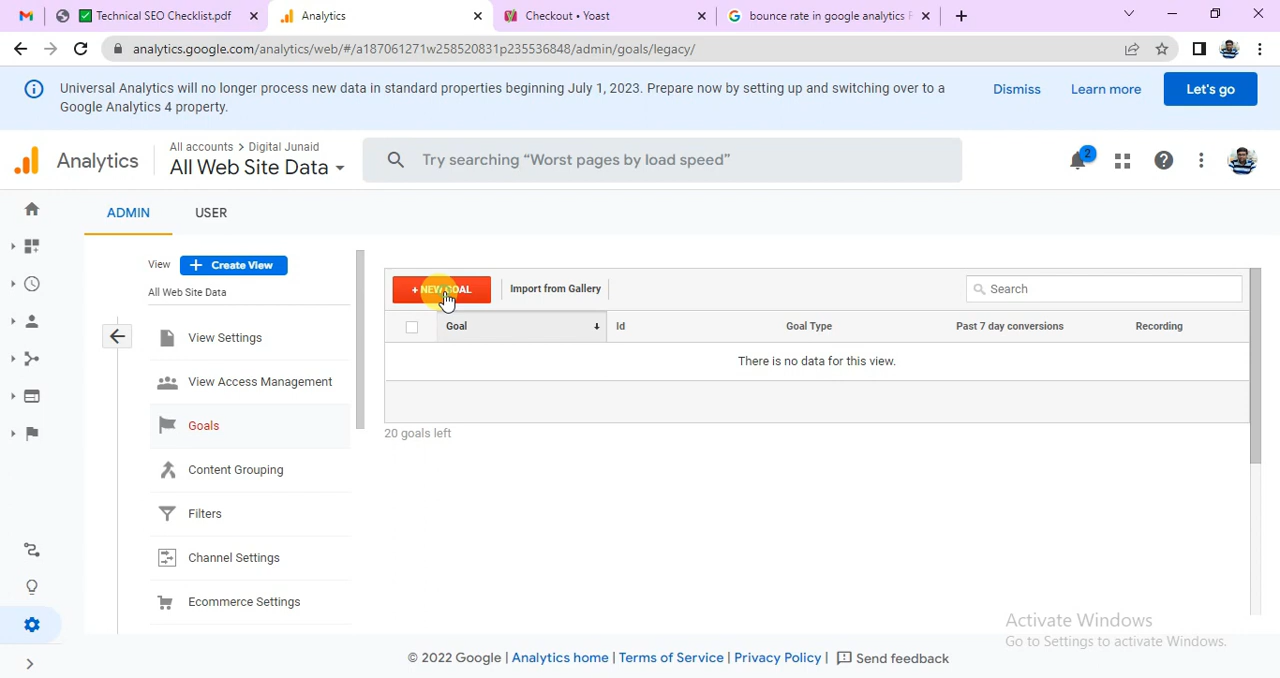 Technical SEO Checklist.pdf
Analytics
Checkout • Yoast
bounce rate in google analytics
analytics.google.com/analytics/web/#/a187061271w258520831p235536848/admin/goals/legacy/
Universal Analytics will no longer process new data in standard properties beginning July 1, 2023. Prepare now by setting up and switching over to a
Google Analytics 4 property.
Dismiss
Learn more
Let's go
Analytics
All accounts > Digital Junaid
All Web Site Data
Try searching “Worst pages by load speed”
2
ADMIN
USER
View
+ Create View
All Web Site Data
View Settings
View Access Management
Goals
Content Grouping
Filters
Channel Settings
Ecommerce Settings
+ NEW GOAL
Import from Gallery
Search
Goal
Id
Goal Type
Past 7 day conversions
Recording
There is no data for this view.
20 goals left
Activate Windows
Go to Settings to activate Windows.
© 2022 Google | Analytics home | Terms of Service | Privacy Policy | Send feedback